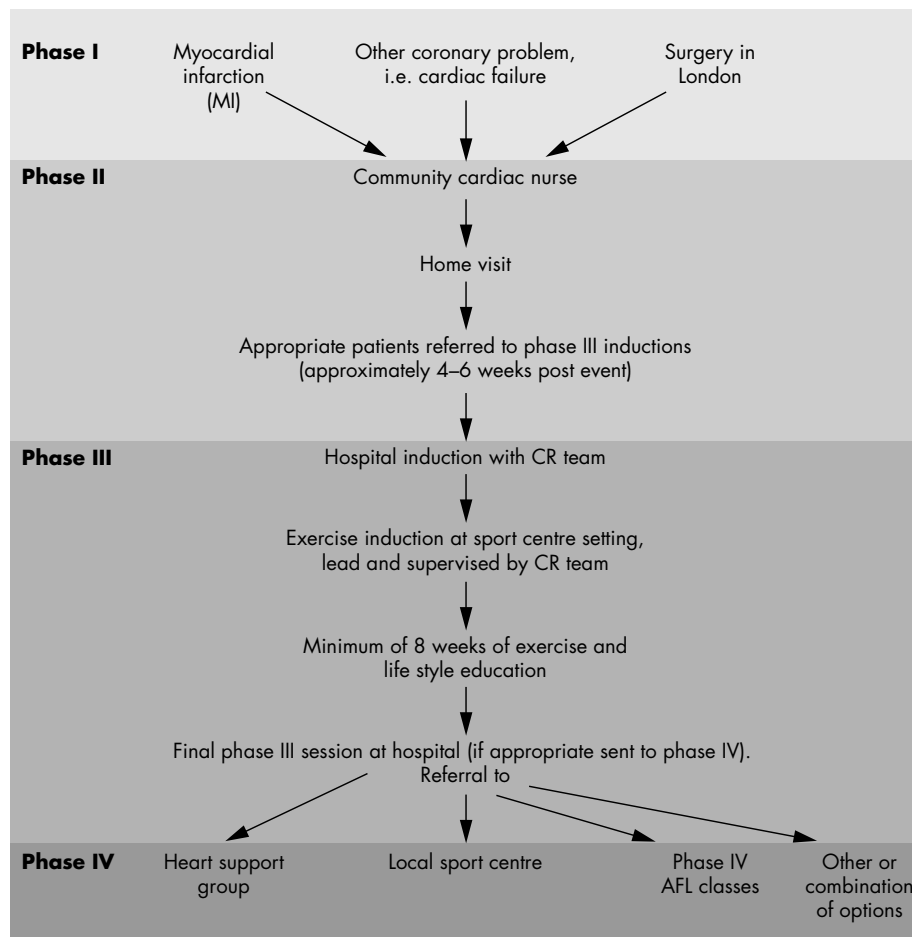 Phase I
Myocardial
infarction
(MI)
Other coronary problem,
i.e. cardiac failure
Surgery in
London
Phase II
Community cardiac nurse
Home visit
Appropriate patients referred to phase III inductions
(approximately 4–6 weeks post event)
Phase III
Hospital induction with CR team
Exercise induction at sport centre setting,
lead and supervised by CR team
Minimum of 8 weeks of exercise and
life style education
Final phase III session at hospital (if appropriate sent to phase IV).
Referral to
Phase IV
Heart support
group
Local sport centre
Phase IV
AFL classes
Other or
combination
of options